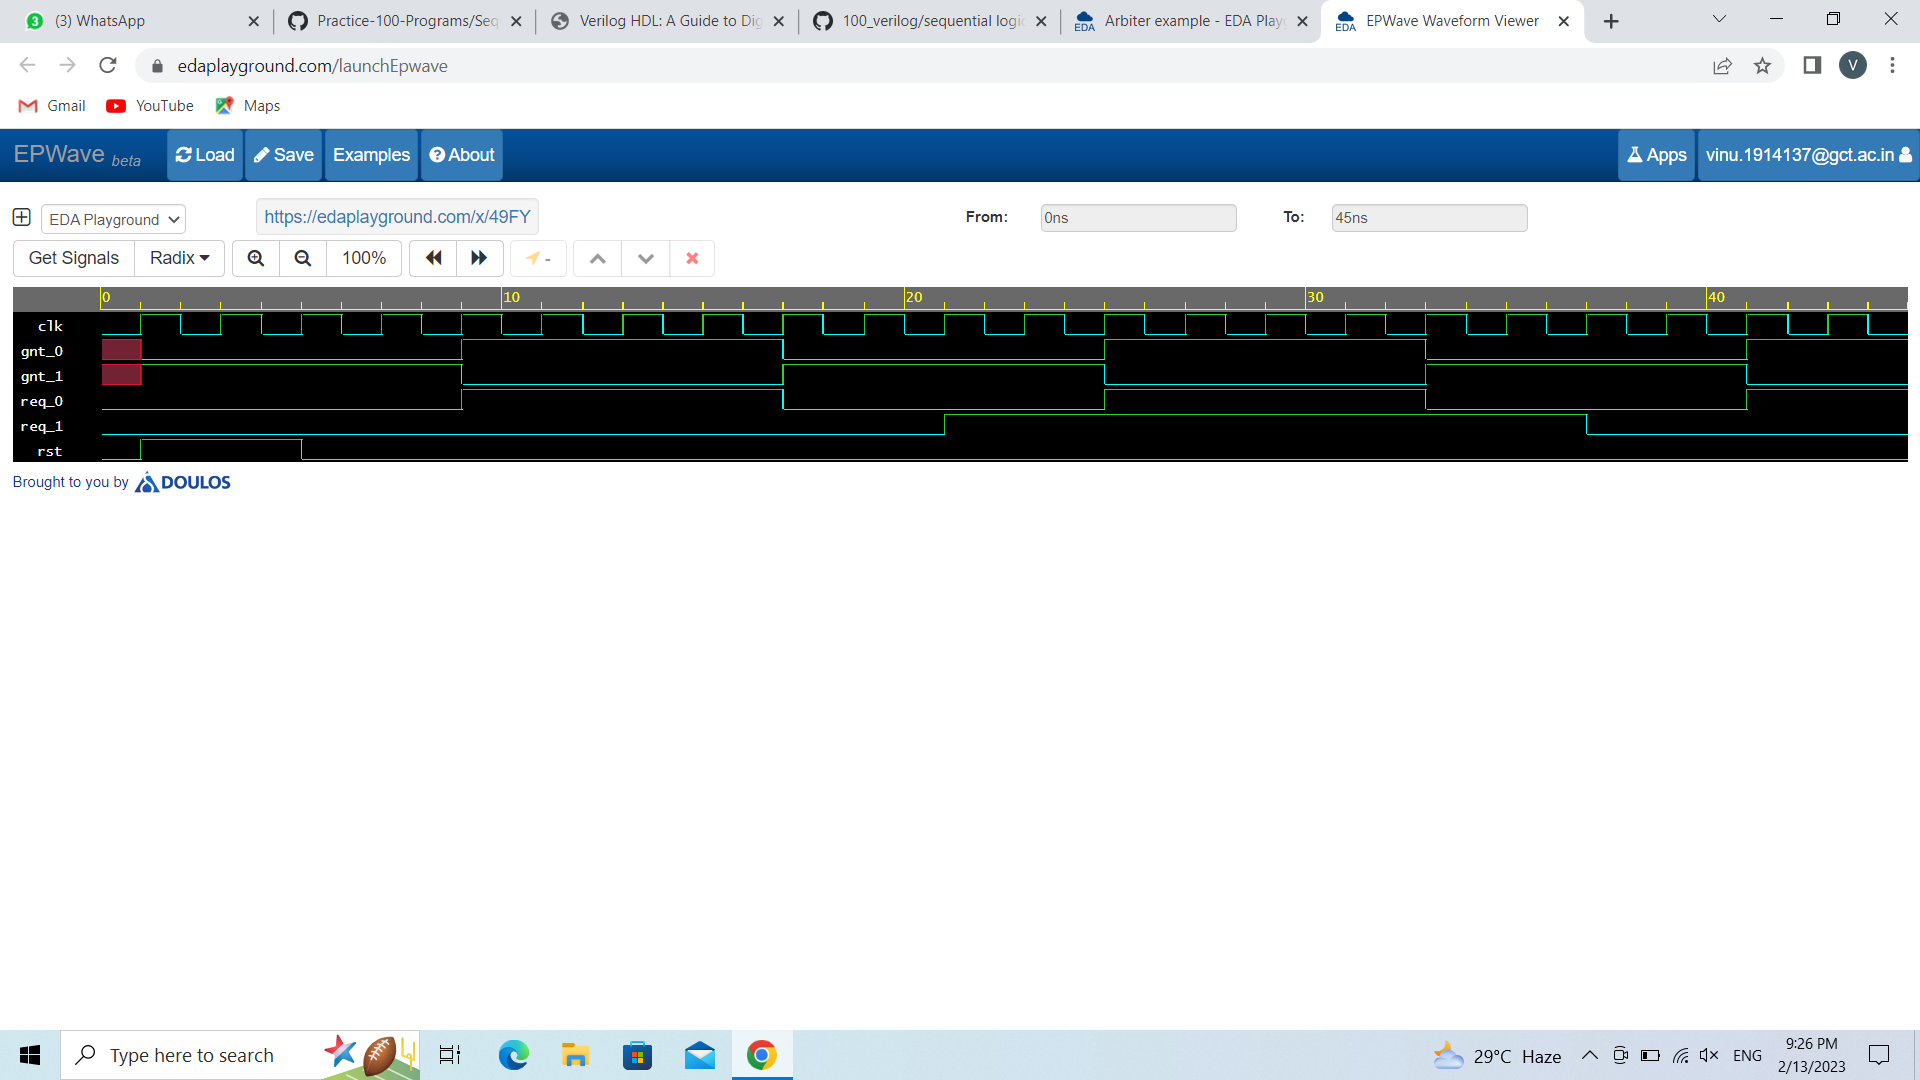 3 (3) WhatsApp
Practice-100-Programs/Seq
Verilog HDL: A Guide to Dig
100_verilog/sequential logic
EDA Arbiter example - EDA Play
EDA EPWave Waveform Viewer
edaplayground.com/launchEpwave
V
Gmail YouTube Maps
EPWave beta Load Save Examples About Apps vinu.1914137@gct.ac.in
EDA Playground https://edaplayground.com/x/49FY From: 0ns To: 45ns
Get Signals Radix 100% -
0 10 20 30 40
clk
gnt_0
gnt_1
req_0
req_1
rst
Brought to you by DOULOS
Type here to search
29°C Haze
ENG
9:26 PM
2/13/2023